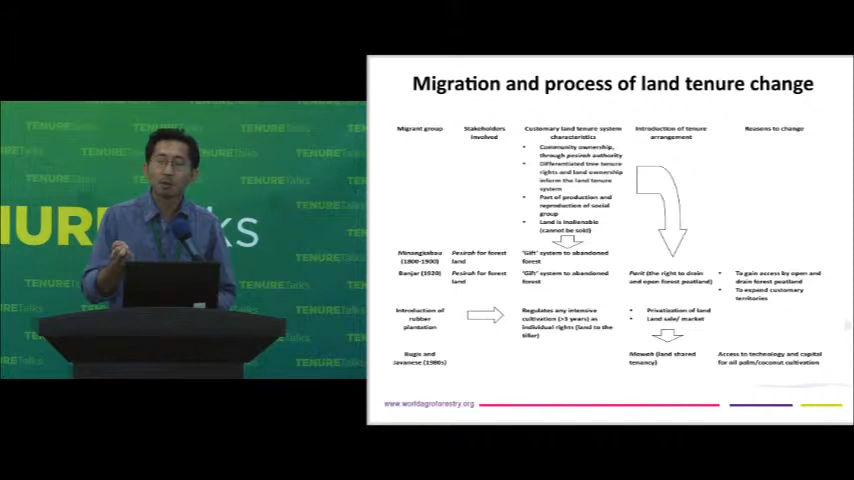 TENURETalks
TENURETalks
TENURETalks
TENURETalks
TENURETalks
Migration and process of land tenure change
Migrant group
Stakeholders
involved
Customary land tenure system
characteristics
Introduction of tenure
arrangement
Reasons to change
• Community ownership,
through pesirah authority
• Differentiated tree tenure
rights and land ownership
inform the land tenure
system
• Part of production and
reproduction of social
group
• Land is inalienable
(cannot be sold)
Minangkabau
(1800-1900)
Pesirah for forest
land
'Gift' system to abandoned
forest
Banjar (1920)
Pesirah for forest
land
'Gift' system to abandoned
forest
Parit (the right to drain
and open forest peatland)
• To gain access by open and
drain forest peatland
• To expend customary
territories
Introduction of
rubber
plantation
Regulates any intensive
cultivation (>3 years) as
individual rights (land to the
tiller)
• Privatization of land
• Land sale/ market
Bugis and
Javanese (1980s)
Mowah (land shared
tenancy)
Access to technology and capital
for oil palm/coconut cultivation
www.worldagroforestry.org